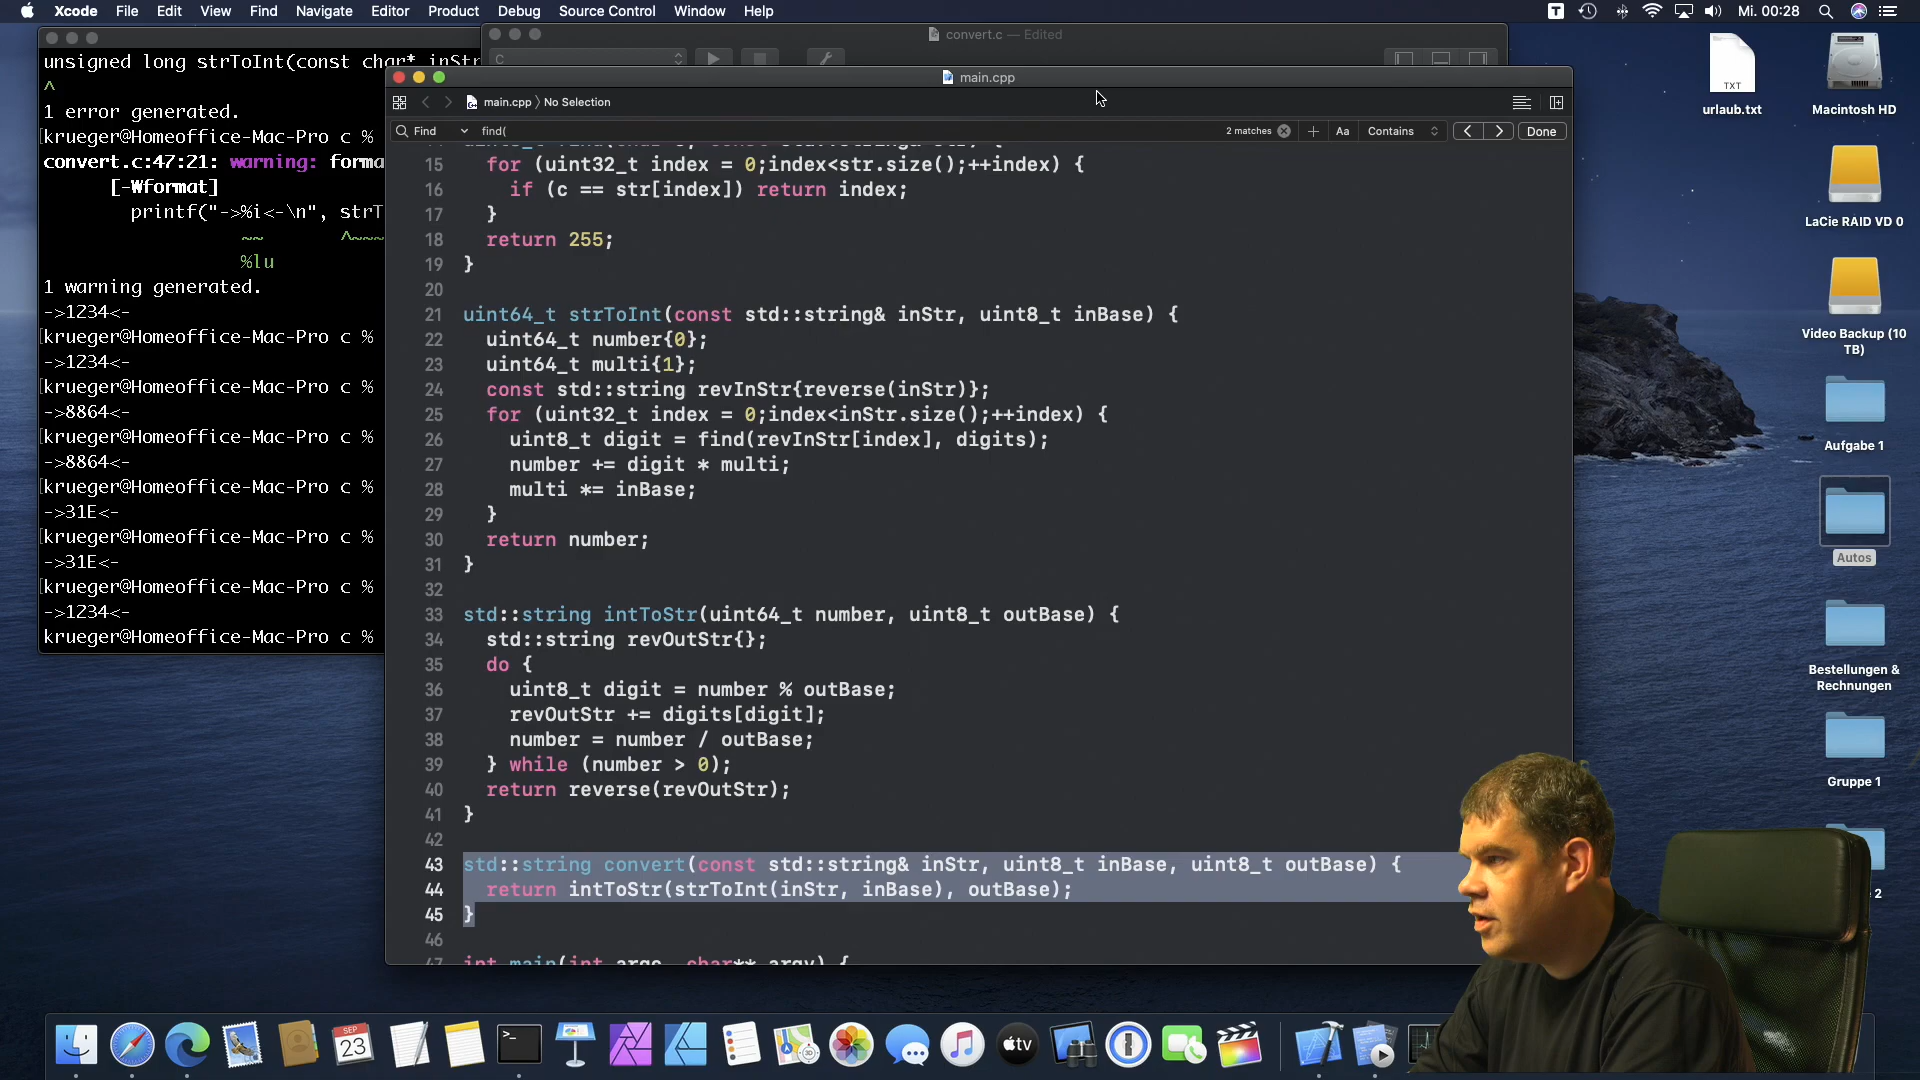 Xcode File Edit View Find Navigate Editor Product Debug Source Control Window Help
T
Mi. 00:28
convert.c — Edited
C
unsigned long strToInt(const char* inStr
^
1 error generated.
[krueger@Homeoffice-Mac-Pro c %
convert.c:47:21: warning: forma
[-Wformat]
printf("->%i<-\n", strT
~~ ^~~~
%lu
1 warning generated.
->1234<-
[krueger@Homeoffice-Mac-Pro c %
->1234<-
[krueger@Homeoffice-Mac-Pro c %
->8864<-
[krueger@Homeoffice-Mac-Pro c %
->8864<-
[krueger@Homeoffice-Mac-Pro c %
->31E<-
[krueger@Homeoffice-Mac-Pro c %
->31E<-
[krueger@Homeoffice-Mac-Pro c %
->1234<-
krueger@Homeoffice-Mac-Pro c %
main.cpp
main.cpp 〉 No Selection
Find find( 2 matches + Aa Contains < > Done
15 for (uint32_t index = 0;index<str.size();++index) {
16 if (c == str[index]) return index;
17 }
18 return 255;
19 }
20
21 uint64_t strToInt(const std::string& inStr, uint8_t inBase) {
22 uint64_t number{0};
23 uint64_t multi{1};
24 const std::string revInStr{reverse(inStr)};
25 for (uint32_t index = 0;index<inStr.size();++index) {
26 uint8_t digit = find(revInStr[index], digits);
27 number += digit * multi;
28 multi *= inBase;
29 }
30 return number;
31 }
32
33 std::string intToStr(uint64_t number, uint8_t outBase) {
34 std::string revOutStr{};
35 do {
36 uint8_t digit = number % outBase;
37 revOutStr += digits[digit];
38 number = number / outBase;
39 } while (number > 0);
40 return reverse(revOutStr);
41 }
42
43 std::string convert(const std::string& inStr, uint8_t inBase, uint8_t outBase) {
44 return intToStr(strToInt(inStr, inBase), outBase);
45 }
46
47 int main(int argc, char** argv) {
TXT
urlaub.txt
Macintosh HD
LaCie RAID VD 0
Video Backup (10
TB)
Aufgabe 1
Autos
Bestellungen &
Rechnungen
Gruppe 1
2
SEP
23
>_
tv